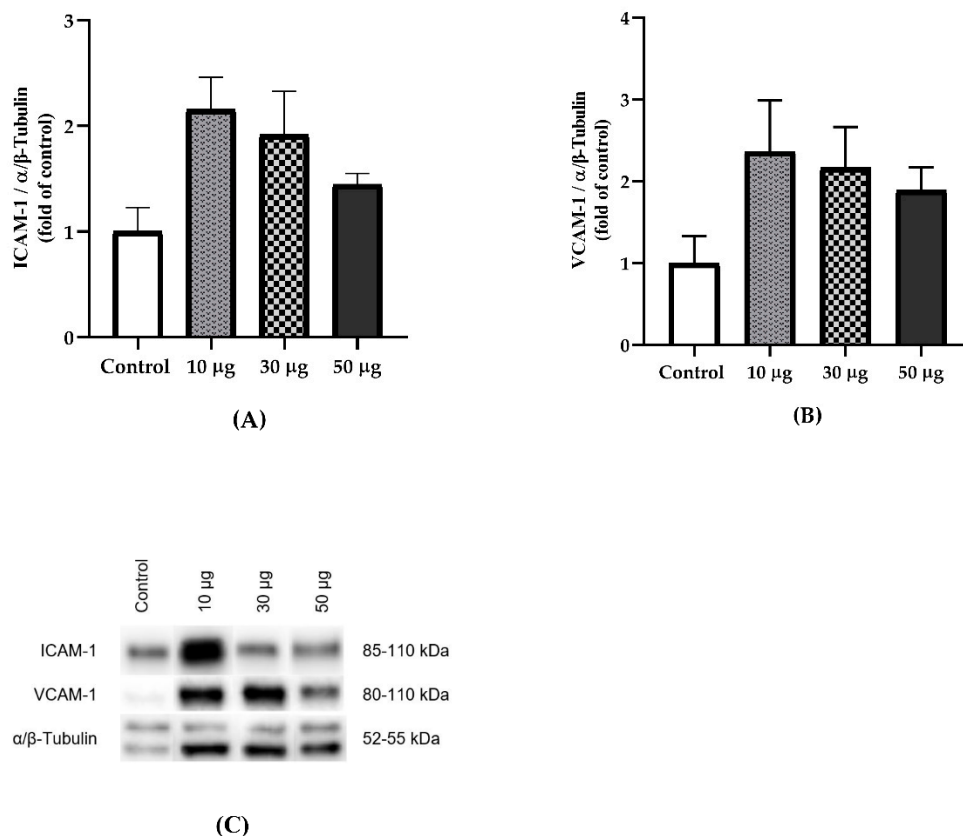 ICAM-1 / α/β-Tubulin
(fold of control)
3
2
1
0
Control 10 µg 30 µg 50 µg
(A)
VCAM-1 / α/β-Tubulin
(fold of control)
4
3
2
1
0
Control 10 µg 30 µg 50 µg
(B)
Control 10 µg 30 µg 50 µg
ICAM-1 85-110 kDa
VCAM-1 80-110 kDa
α/β-Tubulin 52-55 kDa
(C)